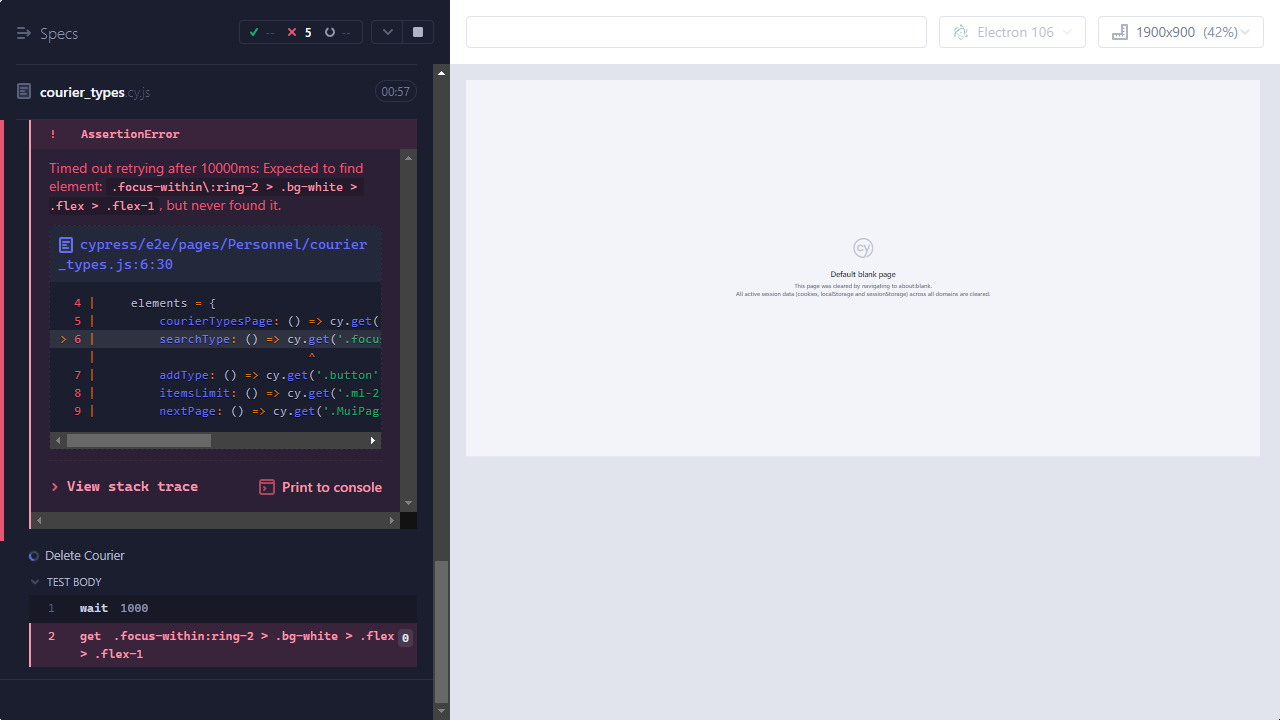 Specs
-- 5 --
Electron 106
1900x900 (42%)
courier_types.cy.js
00:57
! AssertionError
Timed out retrying after 10000ms: Expected to find
element: .focus-within\:ring-2 > .bg-white >
.flex > .flex-1, but never found it.
cypress/e2e/pages/Personnel/courier
_types.js:6:30
4 | elements = {
5 | courierTypesPage: () => cy.get(
> 6 | searchType: () => cy.get('.focu
| ^
7 | addType: () => cy.get('.button'
8 | itemsLimit: () => cy.get('.ml-2
9 | nextPage: () => cy.get('.MuiPag
> View stack trace
Print to console
Delete Courier
TEST BODY
1 wait 1000
2 get .focus-within:ring-2 > .bg-white > .flex 0
> .flex-1
cy
Default blank page
This page was cleared by navigating to about:blank.
All active session data (cookies, localStorage and sessionStorage) across all domains are cleared.